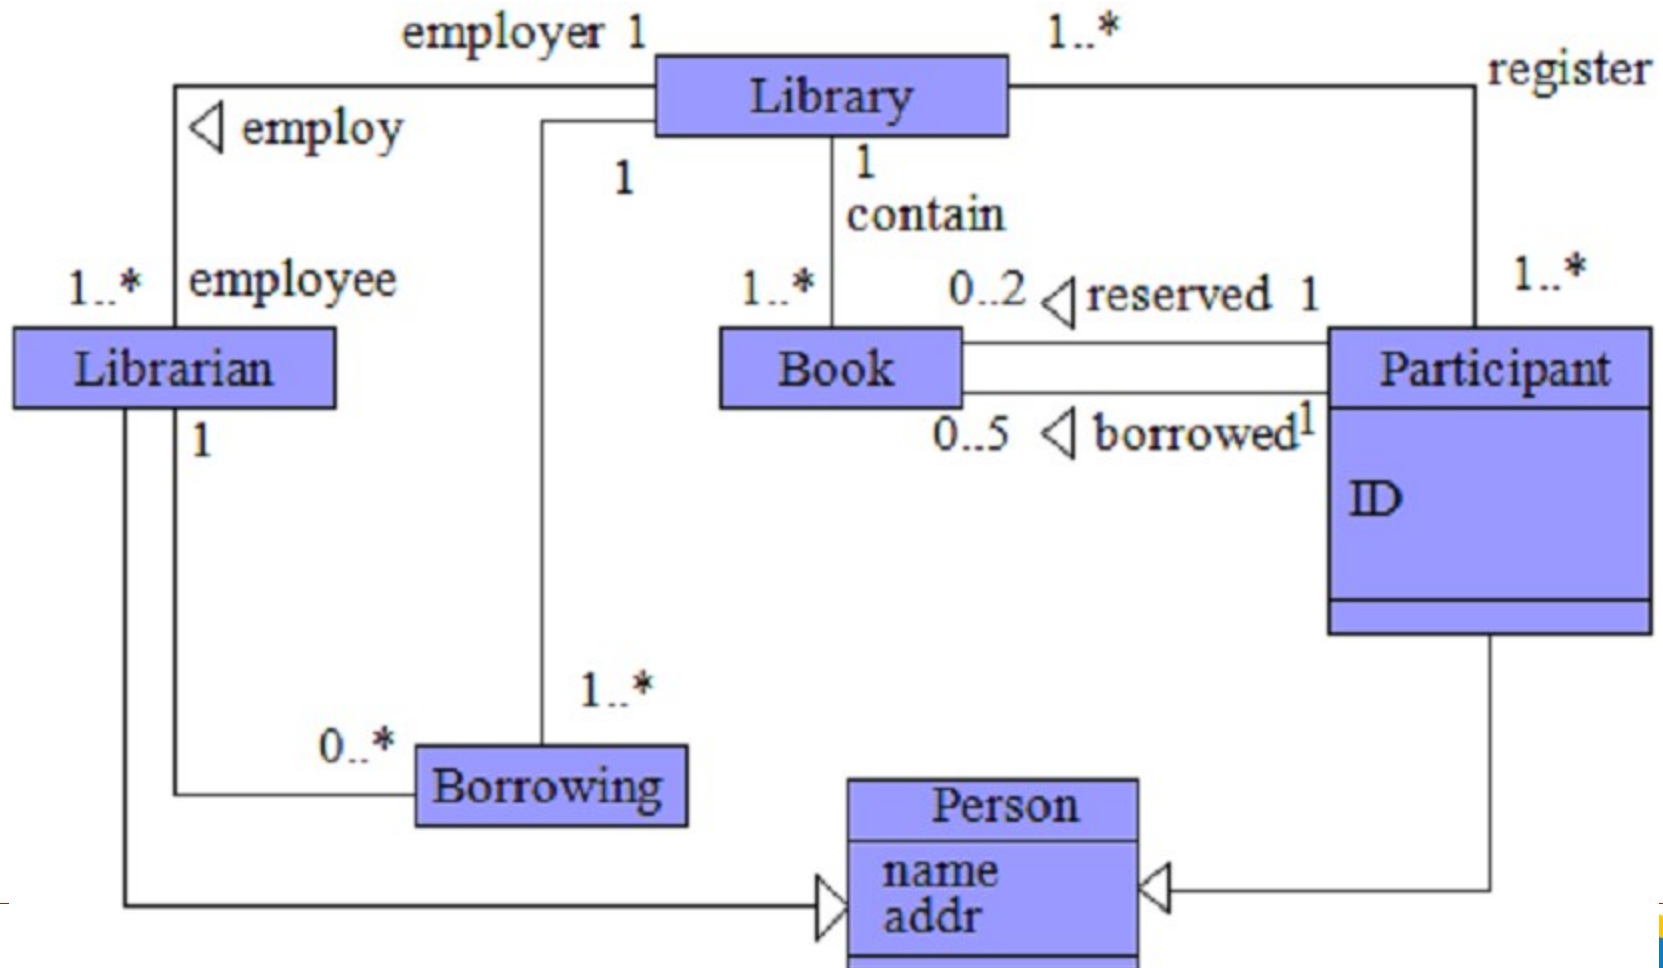 employer 1
1..*
Library
register
employ
1
1
contain
1..*
employee
1..*
0..2
reserved 1
1..*
Librarian
Book
Participant
1
0..5
borrowed
1
ID
1..*
0..*
Borrowing
Person
name
addr